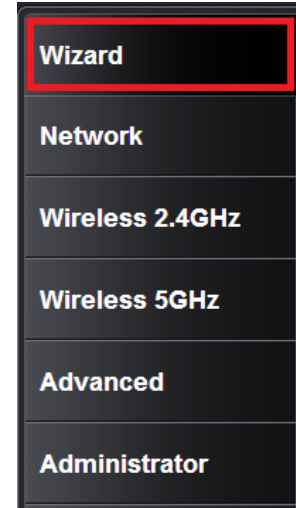 Wizard
Network
Wireless 2.4GHz
Wireless 5GHz
Advanced
Administrator